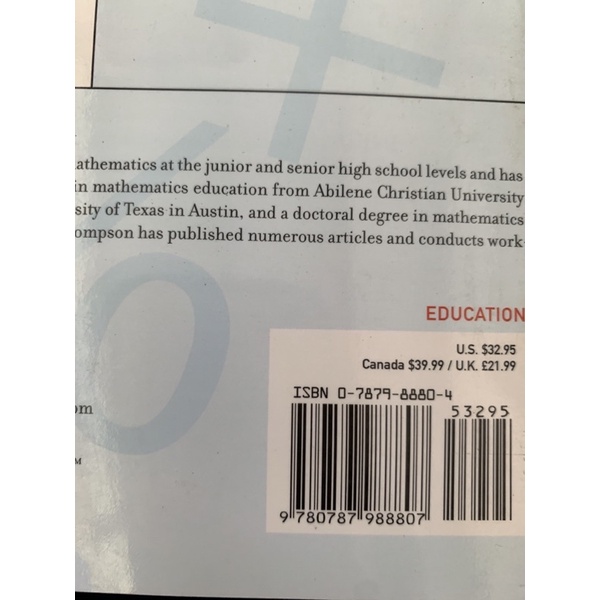 athematics at the junior and senior high school levels and has
in mathematics education from Abilene Christian University
sity of Texas in Austin, and a doctoral degree in mathematics
ompson has published numerous articles and conducts work-
EDUCATION
U.S. $32.95
Canada $39.99 / U.K. £21.99
ISBN 0-7879-8880-4
53295
om
M
9 780787 988807